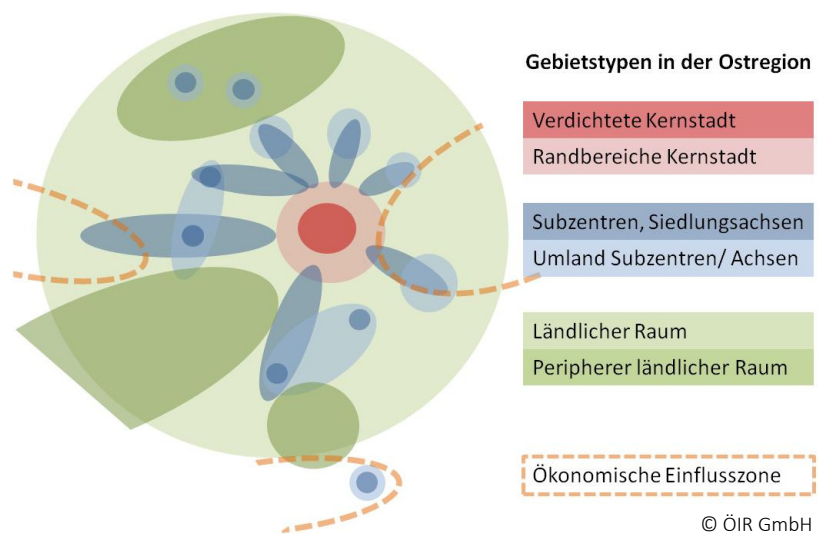 Gebietstypen in der Ostregion
Verdichtete Kernstadt
Randbereiche Kernstadt
Subzentren, Siedlungsachsen
Umland Subzentren/ Achsen
Ländlicher Raum
Peripherer ländlicher Raum
Ökonomische Einflusszone
© ÖIR GmbH